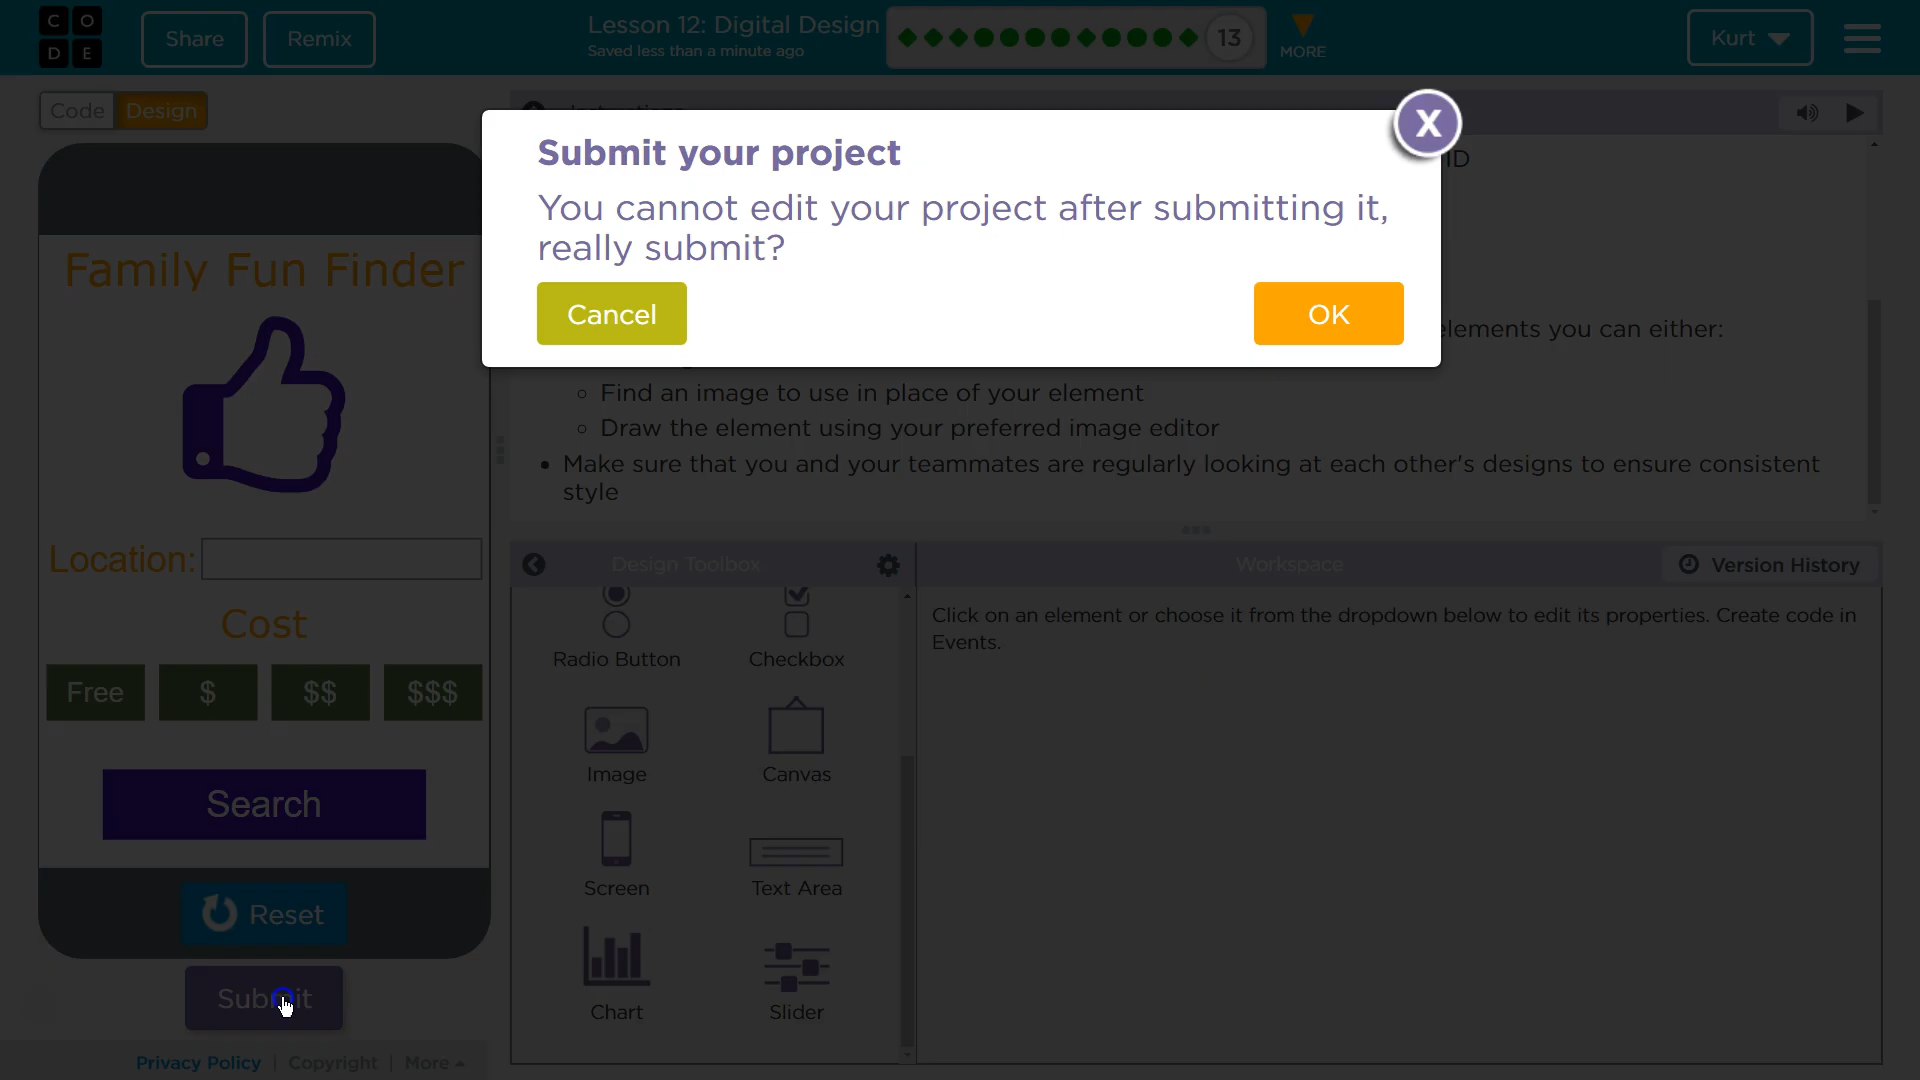 C O
D E
Share
Remix
Lesson 12: Digital Design
Saved less than a minute ago
13
MORE
Kurt
Code
Design
Submit your project
X
You cannot edit your project after submitting it,
really submit?
Cancel
OK
ID
elements you can either:
Find an image to use in place of your element
Draw the element using your preferred image editor
Make sure that you and your teammates are regularly looking at each other's designs to ensure consistent
style
Family Fun Finder
Location:
Cost
Free
$
$$
$$$
Search
Reset
Submit
Design Toolbox
Workspace
Version History
Radio Button
Checkbox
Image
Canvas
Screen
Text Area
Chart
Slider
Click on an element or choose it from the dropdown below to edit its properties. Create code in
Events.
Privacy Policy | Copyright | More